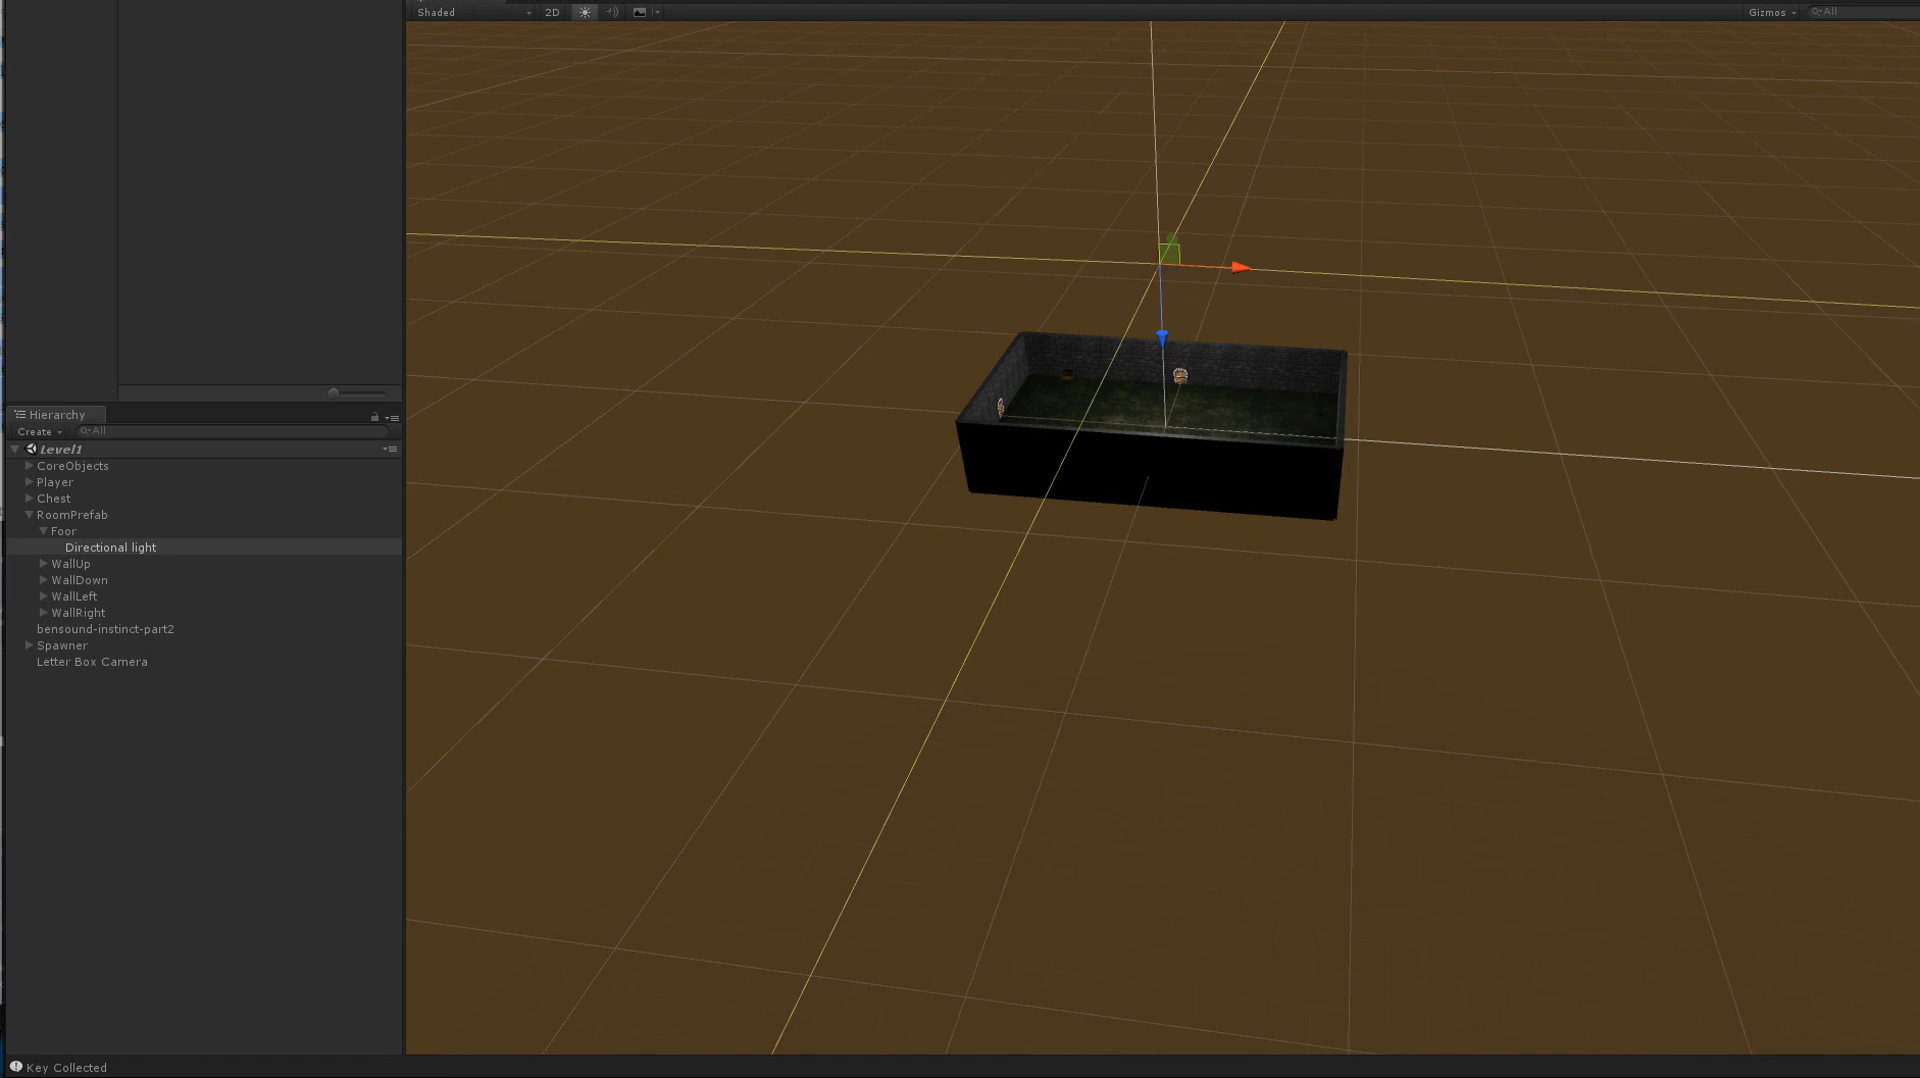 Shaded
2D
Gizmos
All
Hierarchy
Create
All
Level1
CoreObjects
Player
Chest
RoomPrefab
Foor
Directional light
WallUp
WallDown
WallLeft
WallRight
bensound-instinct-part2
Spawner
Letter Box Camera
Key Collected